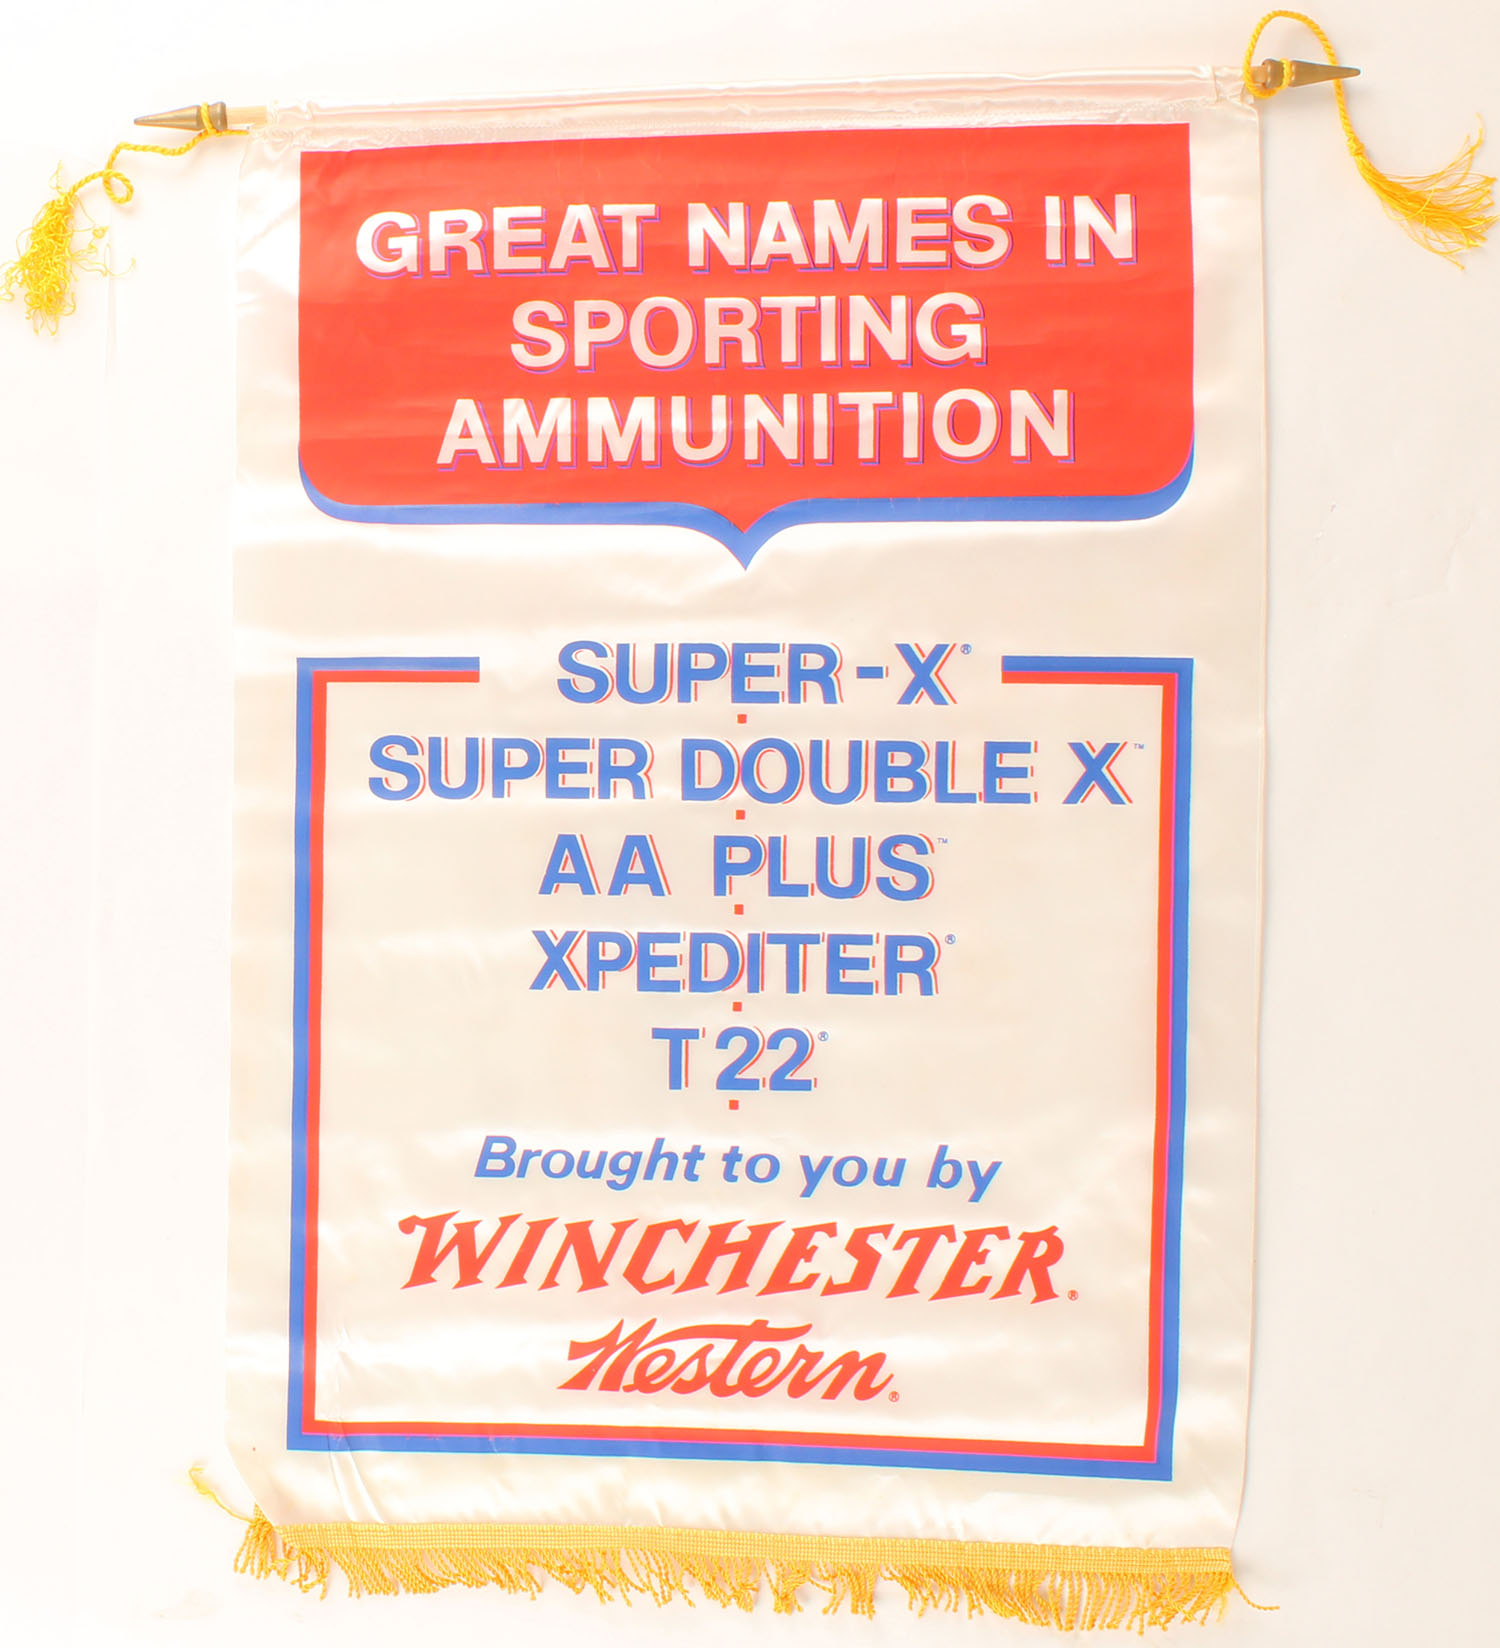 GREAT NAMES IN
SPORTING
AMMUNITION
SUPER-X®
SUPER DOUBLE X™
AA PLUS™
XPEDITER®
T22®
Brought to you by
WINCHESTER®
Western®